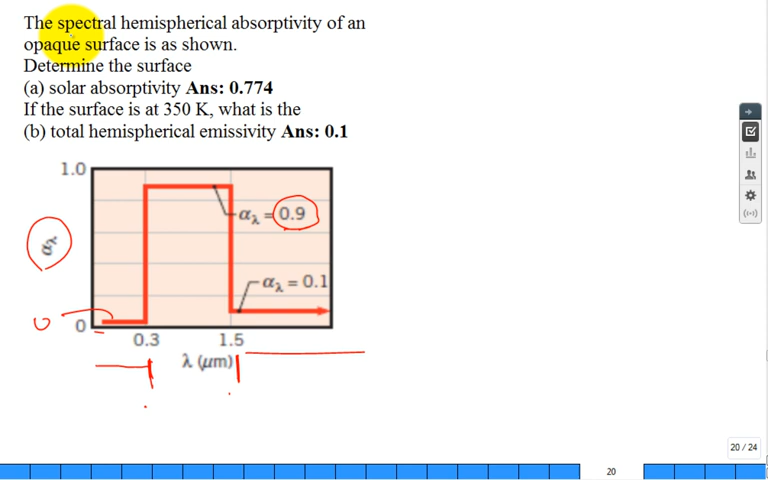 The spectral hemispherical absorptivity of an
opaque surface is as shown.
Determine the surface
(a) solar absorptivity Ans: 0.774
If the surface is at 350 K, what is the
(b) total hemispherical emissivity Ans: 0.1
1.0
αλ = 0.9
αλ
αλ = 0.1
0
0
0.3
1.5
λ (μm)
20 / 24
20